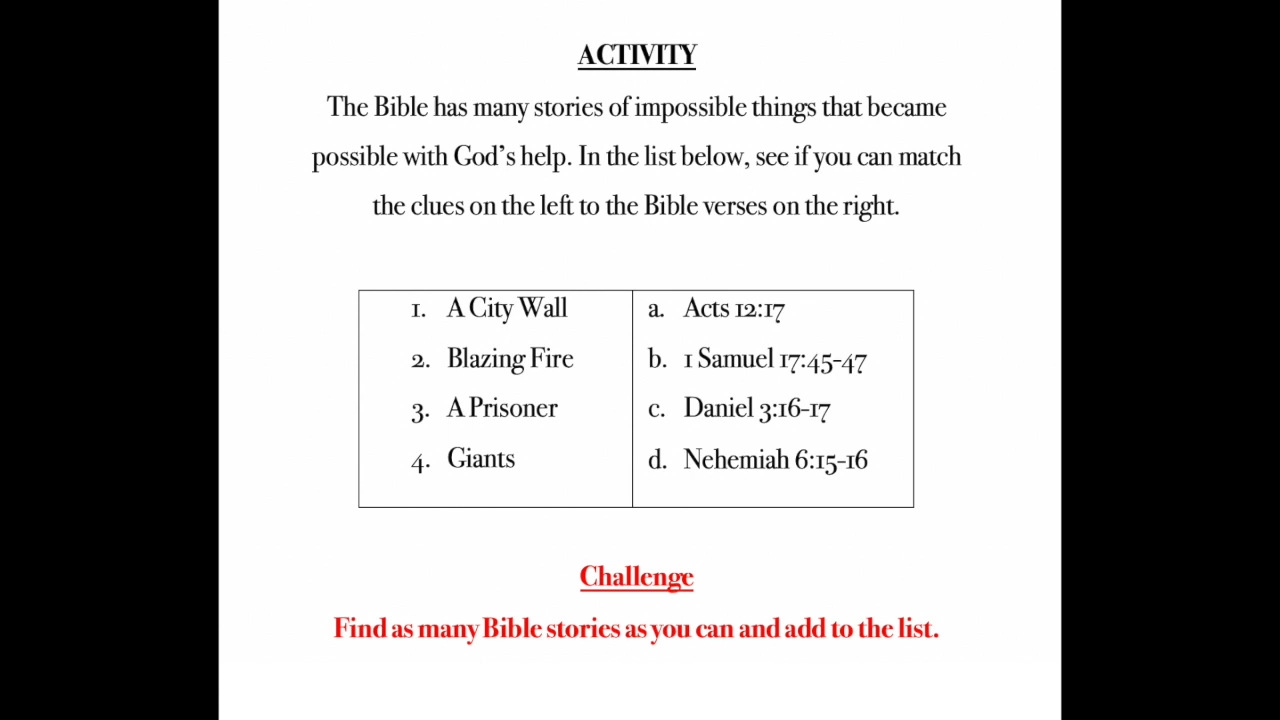 ACTIVITY
The Bible has many stories of impossible things that became
possible with God's help. In the list below, see if you can match
the clues on the left to the Bible verses on the right.
1. A City Wall
2. Blazing Fire
3. A Prisoner
4. Giants
a. Acts 12:17
b. 1 Samuel 17:45-47
c. Daniel 3:16-17
d. Nehemiah 6:15-16
Challenge
Find as many Bible stories as you can and add to the list.